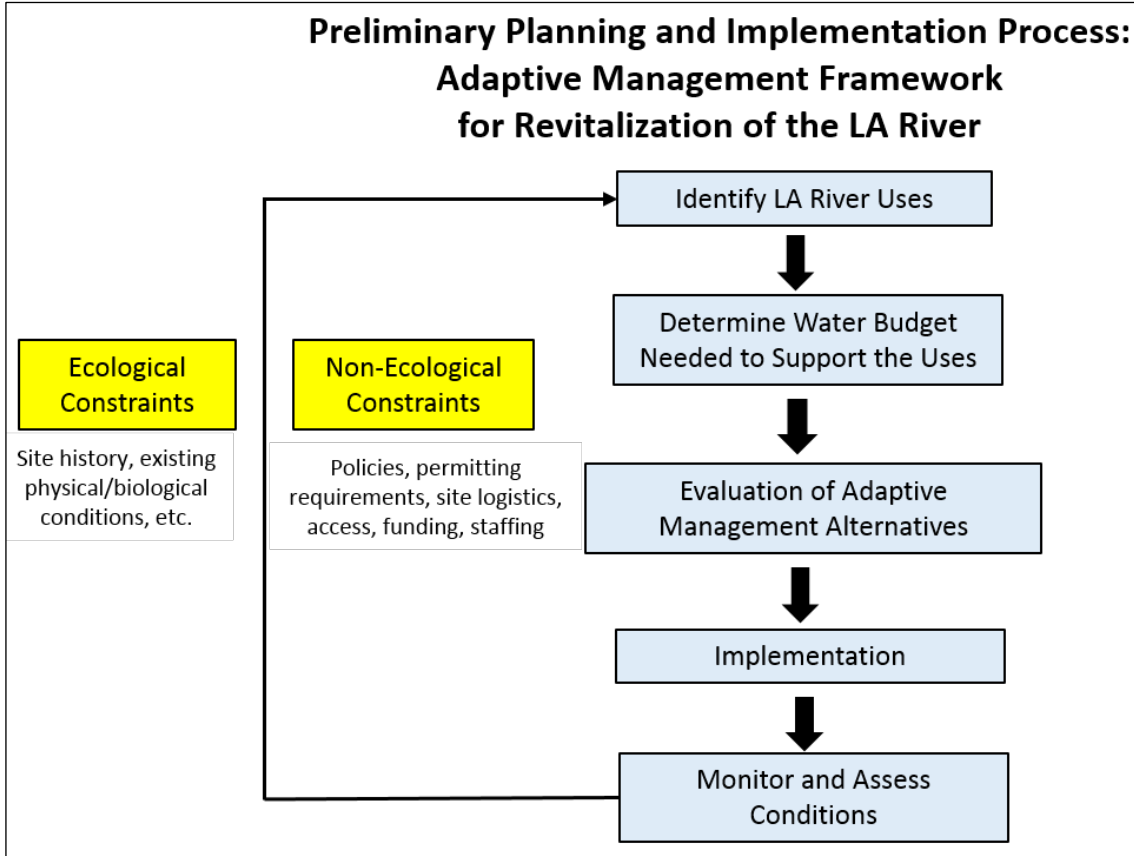 Preliminary Planning and Implementation Process:
Adaptive Management Framework
for Revitalization of the LA River
Identify LA River Uses
Determine Water Budget
Needed to Support the Uses
Ecological
Constraints
Site history, existing
physical/biological
conditions, etc.
Non-Ecological
Constraints
Policies, permitting
requirements, site logistics,
access, funding, staffing
Evaluation of Adaptive
Management Alternatives
Implementation
Monitor and Assess
Conditions